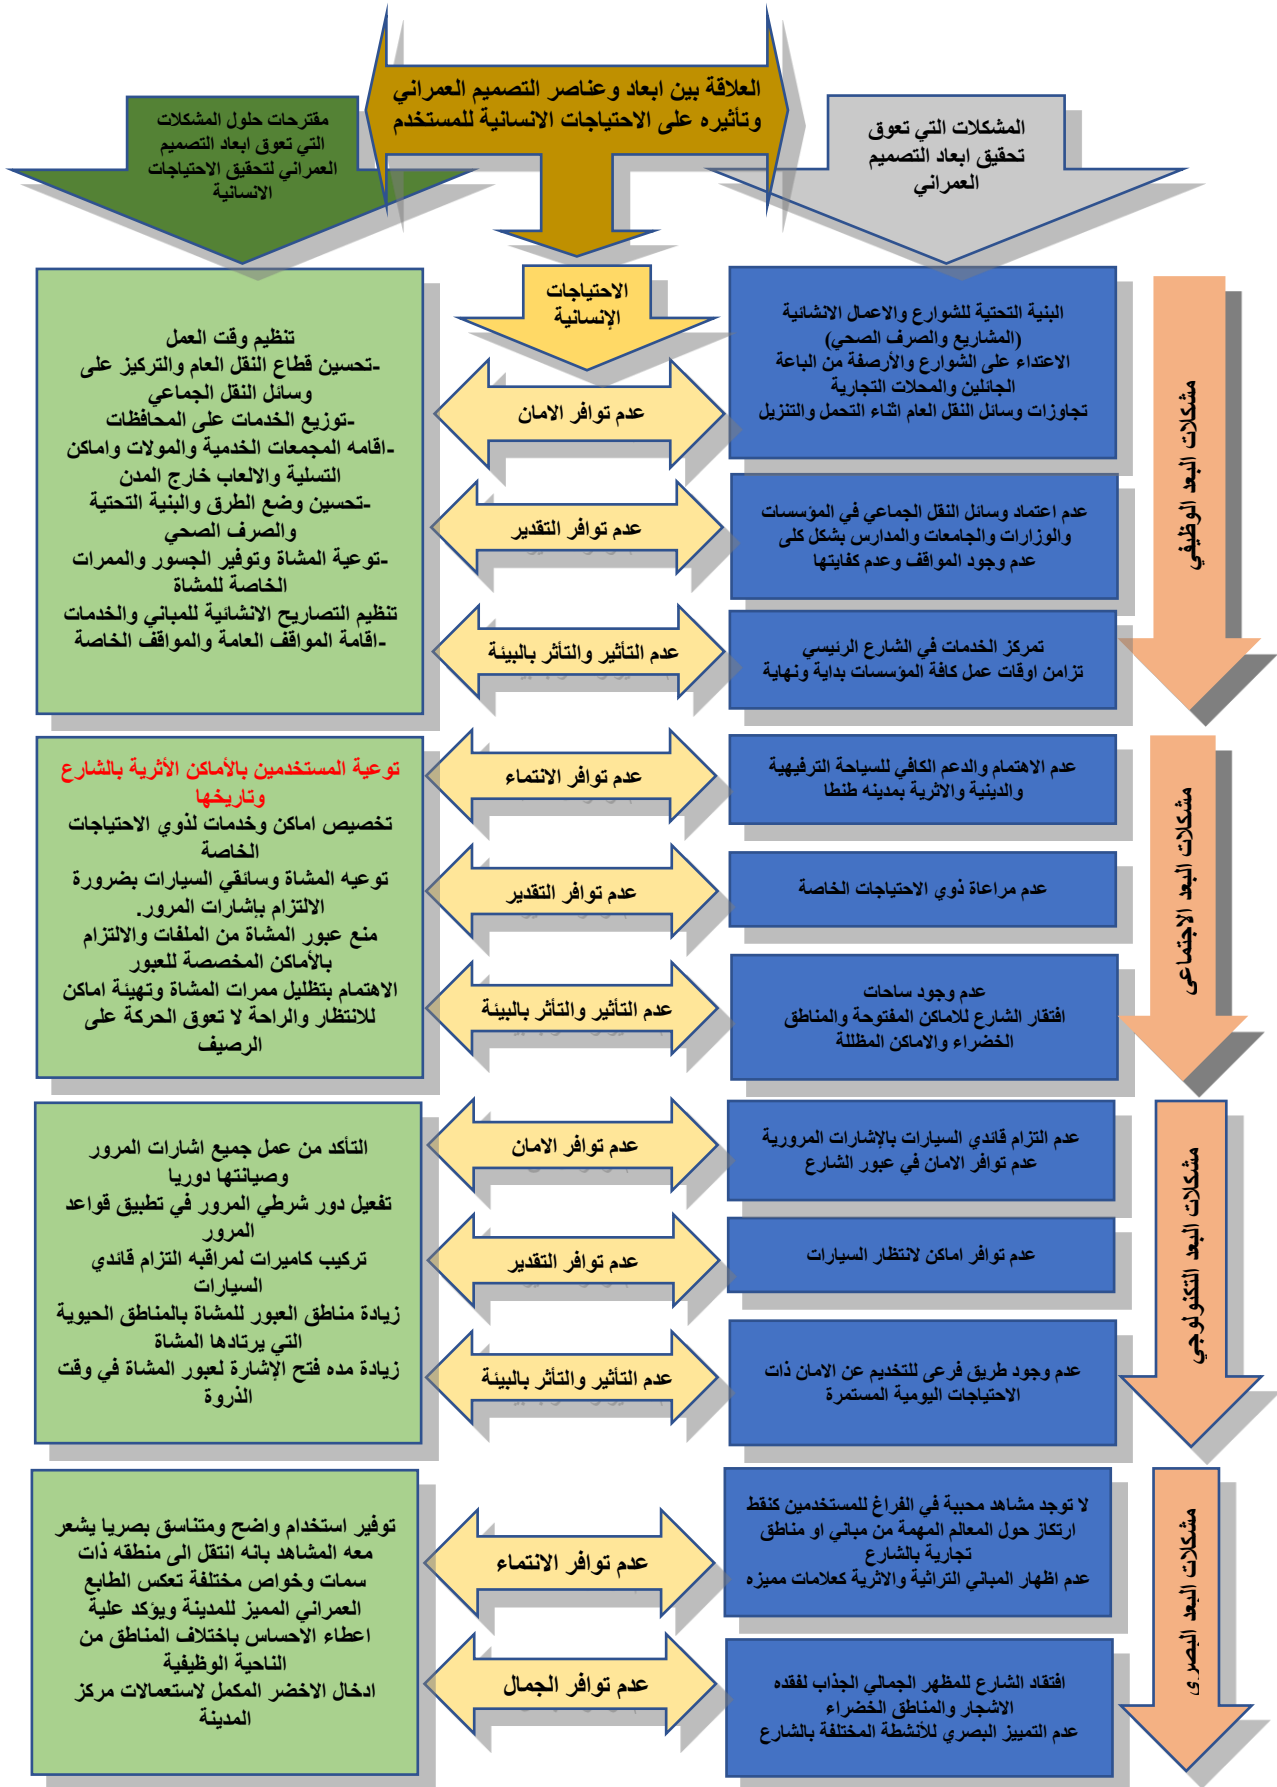 العلاقة بين ابعاد وعناصر التصميم العمراني
وتأثيره على الاحتياجات الانسانية للمستخدم
المشكلات التي تعوق
تحقيق ابعاد التصميم
العمراني
مقترحات حلول المشكلات
التي تعوق ابعاد التصميم
العمراني لتحقيق الاحتياجات
الانسانية
الاحتياجات
الإنسانية
مشكلات البعد الوظيفي
البنية التحتية للشوارع والاعمال الانشائية
(المشاريع والصرف الصحي)
الاعتداء على الشوارع والأرصفة من الباعة
الجائلين والمحلات التجارية
تجاوزات وسائل النقل العام اثناء التحمل والتنزيل
عدم توافر الامان
عدم اعتماد وسائل النقل الجماعي في المؤسسات
والوزارات والجامعات والمدارس بشكل كلى
عدم وجود المواقف وعدم كفايتها
عدم توافر التقدير
تمركز الخدمات في الشارع الرئيسي
تزامن اوقات عمل كافة المؤسسات بداية ونهاية
عدم التأثير والتأثر بالبيئة
تنظيم وقت العمل
-تحسين قطاع النقل العام والتركيز على
وسائل النقل الجماعي
-توزيع الخدمات على المحافظات
-اقامه المجمعات الخدمية والمولات واماكن
التسلية والالعاب خارج المدن
-تحسين وضع الطرق والبنية التحتية
والصرف الصحي
-توعية المشاة وتوفير الجسور والممرات
الخاصة للمشاة
تنظيم التصاريح الانشائية للمباني والخدمات
-اقامة المواقف العامة والمواقف الخاصة
مشكلات البعد الاجتماعى
عدم الاهتمام والدعم الكافي للسياحة الترفيهية
والدينية والاثرية بمدينه طنطا
عدم توافر الانتماء
عدم مراعاة ذوي الاحتياجات الخاصة
عدم توافر التقدير
عدم وجود ساحات
افتقار الشارع للاماكن المفتوحة والمناطق
الخضراء والاماكن المظللة
عدم التأثير والتأثر بالبيئة
توعية المستخدمين بالأماكن الأثرية بالشارع
وتاريخها
تخصيص اماكن وخدمات لذوي الاحتياجات
الخاصة
توعيه المشاة وسائقي السيارات بضرورة
الالتزام بإشارات المرور.
منع عبور المشاة من الملفات والالتزام
بالأماكن المخصصة للعبور
الاهتمام بتظليل ممرات المشاة وتهيئة اماكن
للانتظار والراحة لا تعوق الحركة على
الرصيف
مشكلات البعد التكنولوجي
عدم التزام قائدي السيارات بالإشارات المرورية
عدم توافر الامان في عبور الشارع
عدم توافر الامان
عدم توافر اماكن لانتظار السيارات
عدم توافر التقدير
عدم وجود طريق فرعى للتخديم عن الامان ذات
الاحتياجات اليومية المستمرة
عدم التأثير والتأثر بالبيئة
التأكد من عمل جميع اشارات المرور
وصيانتها دوريا
تفعيل دور شرطي المرور في تطبيق قواعد
المرور
تركيب كاميرات لمراقبه التزام قائدي
السيارات
زيادة مناطق العبور للمشاة بالمناطق الحيوية
التي يرتادها المشاة
زيادة مده فتح الإشارة لعبور المشاة في وقت
الذروة
مشكلات البعد البصرى
لا توجد مشاهد محببة في الفراغ للمستخدمين كنقط
ارتكاز حول المعالم المهمة من مباني او مناطق
تجارية بالشارع
عدم اظهار المباني التراثية والاثرية كعلامات مميزه
عدم توافر الانتماء
افتقاد الشارع للمظهر الجمالي الجذاب لفقده
الاشجار والمناطق الخضراء
عدم التمييز البصري للأنشطة المختلفة بالشارع
عدم توافر الجمال
توفير استخدام واضح ومتناسق بصريا يشعر
معه المشاهد بانه انتقل الى منطقه ذات
سمات وخواص مختلفة تعكس الطابع
العمراني المميز للمدينة ويؤكد علية
اعطاء الاحساس باختلاف المناطق من
الناحية الوظيفية
ادخال الاخضر المكمل لاستعمالات مركز
المدينة